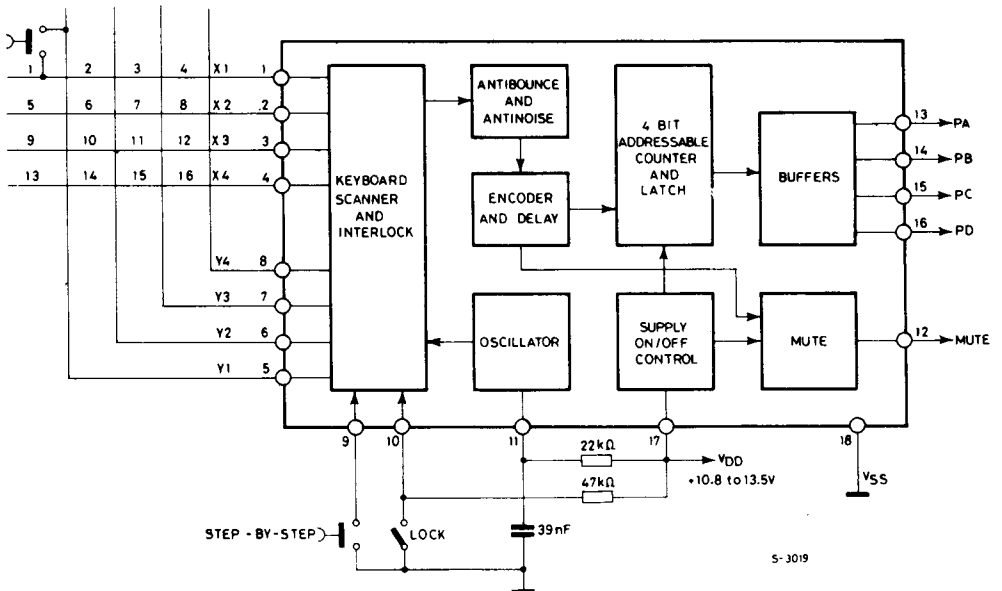 1 2 3 4 X1 1
5 6 7 8 X2 2
9 10 11 12 X3 3
13 14 15 16 X4 4
Y4 8
Y3 7
Y2 6
Y1 5
KEYBOARD
SCANNER
AND
INTERLOCK
ANTIBOUNCE
AND
ANTINOISE
ENCODER
AND DELAY
4 BIT
ADDRESSABLE
COUNTER
AND
LATCH
BUFFERS
13 PA
14 PB
15 PC
16 PD
OSCILLATOR
SUPPLY
ON/OFF
CONTROL
MUTE
12 MUTE
9 10 11 17 18
22kΩ
VDD
+10.8 to 13.5V
VSS
47kΩ
STEP-BY-STEP
LOCK
39nF
S-3019